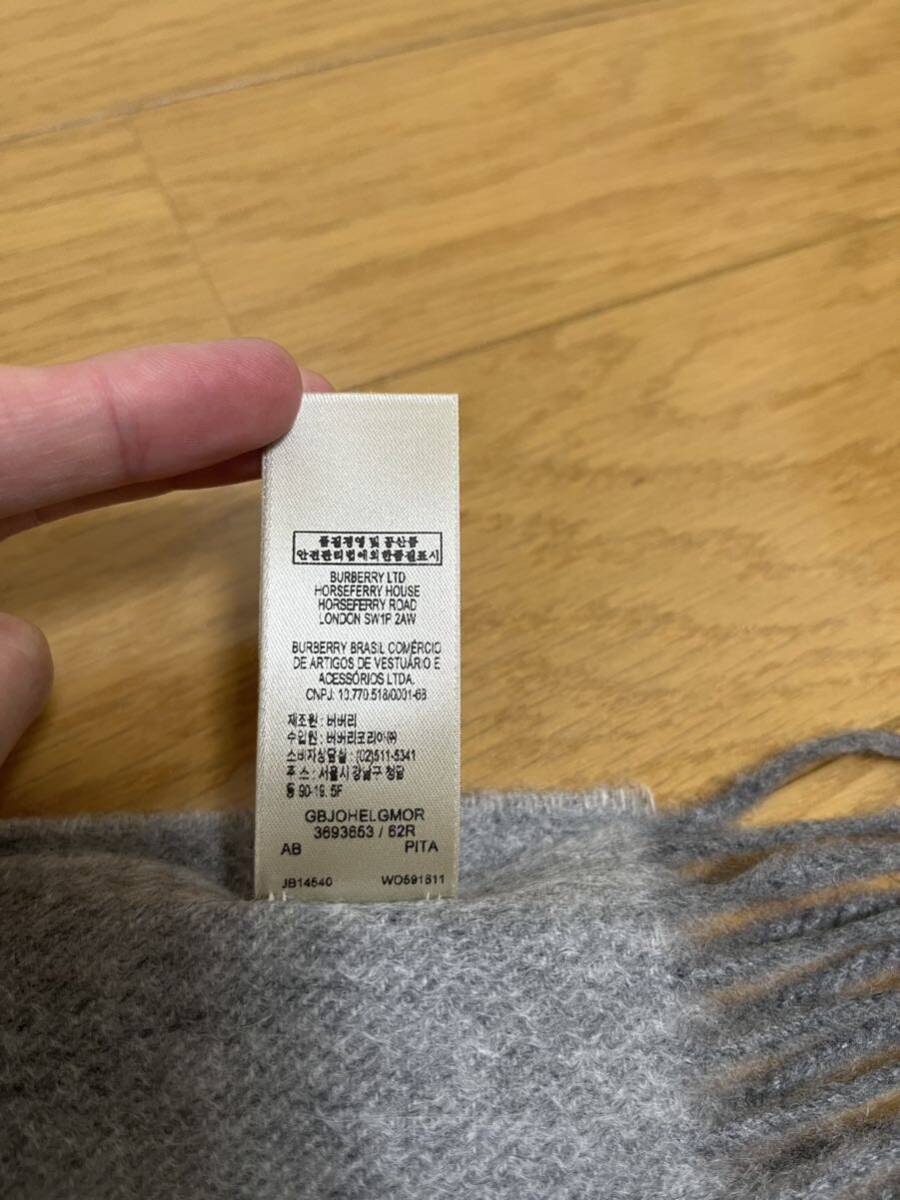 품질경영 및 공산품
안전관리법에의한품질표시
BURBERRY LTD
HORSEFERRY HOUSE
HORSEFERRY ROAD
LONDON SW1P 2AW
BURBERRY BRASIL COMÉRCIO
DE ARTIGOS DE VESTUÁRIO E
ACESSÓRIOS LTDA.
CNPJ: 10.770.518/0001-68
제조원 : 버버리
수입원 : 버버리코리아㈜
소비자상담실 : (02)511-5341
주 소 : 서울시 강남구 청담
동 90-19. 5F
GBJOHELGMOR
3693653 / 62R
AB PITA
JB14540 WO591811